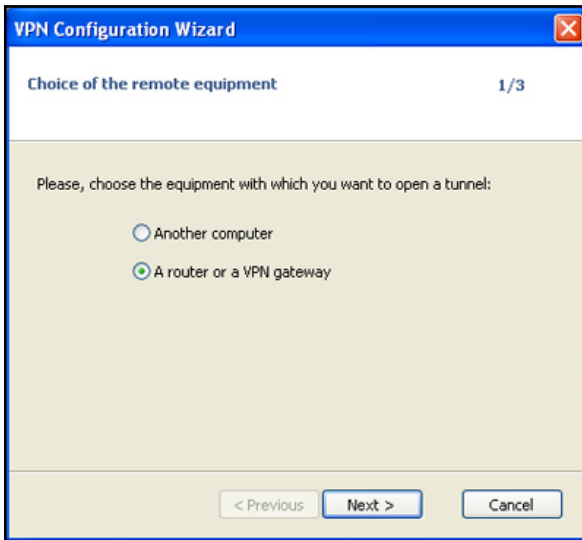 VPN Configuration Wizard
Choice of the remote equipment 1/3
Please, choose the equipment with which you want to open a tunnel:
Another computer
A router or a VPN gateway
< Previous Next > Cancel